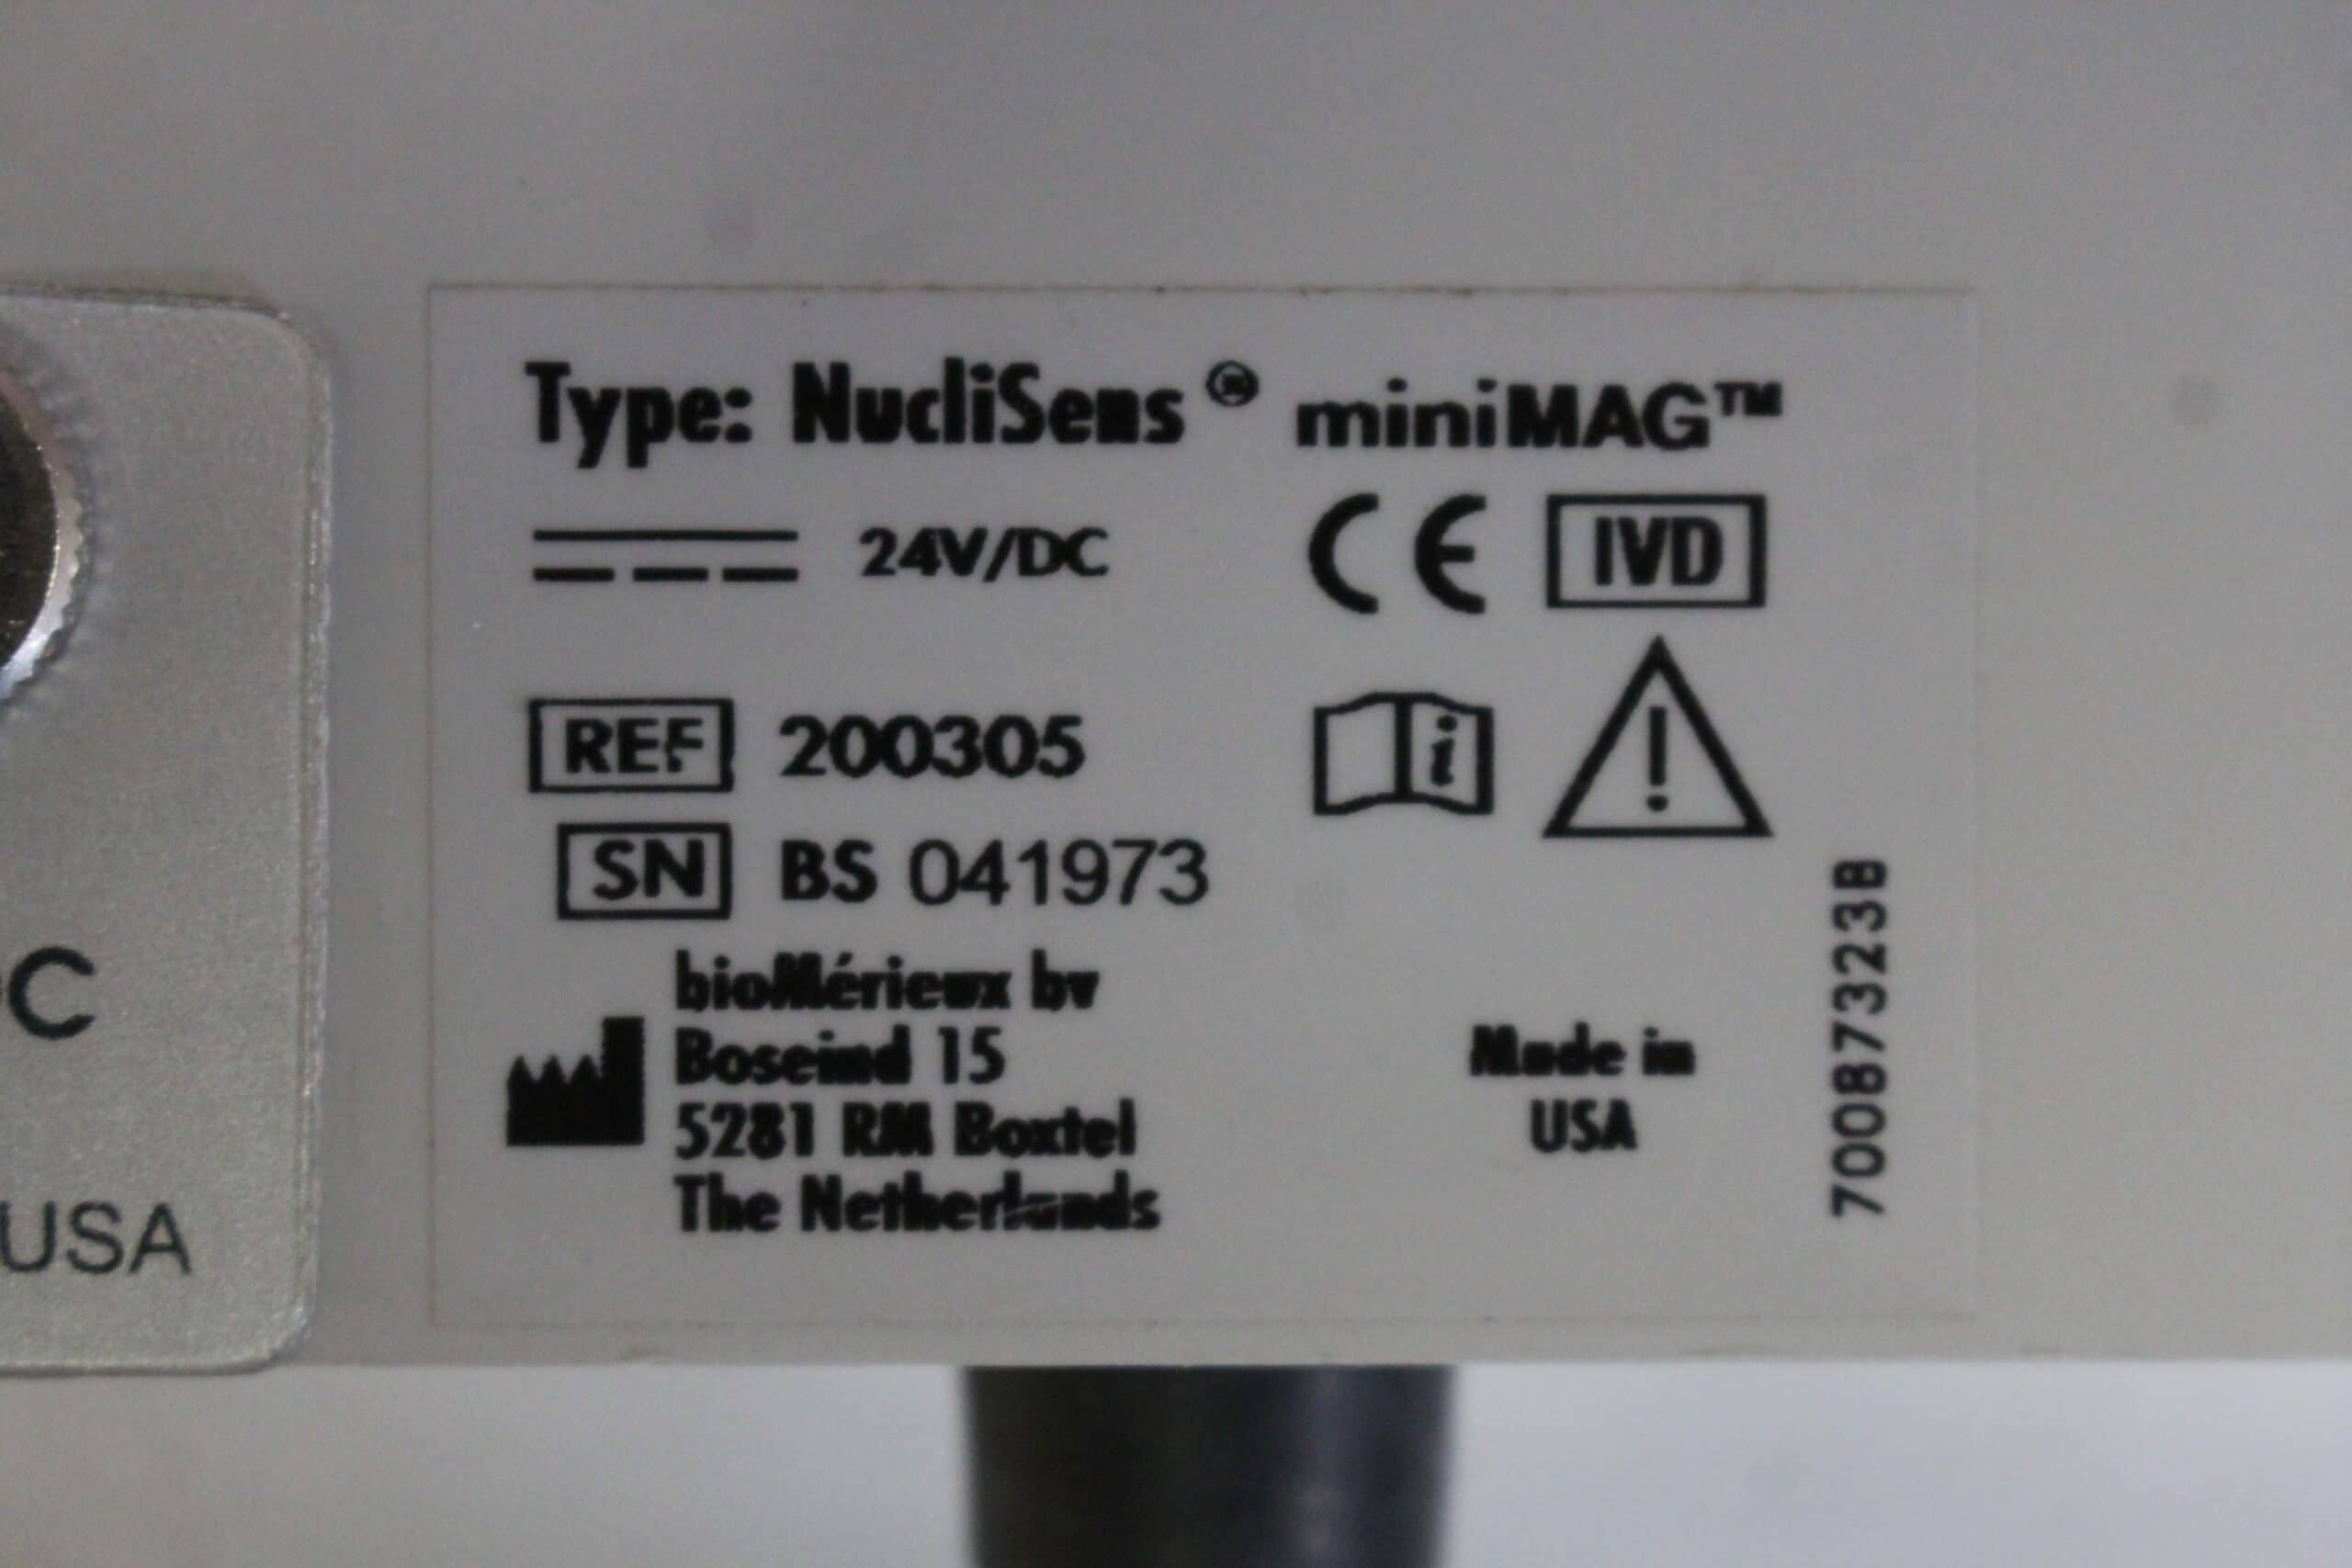 Type: NucliSens® miniMAG™
24V/DC
CE IVD
REF 200305
i !
SN BS 041973
bioMérieux bv
Boseind 15
5281 RM Boxtel
The Netherlands
Made in
USA
70087323B
C
USA